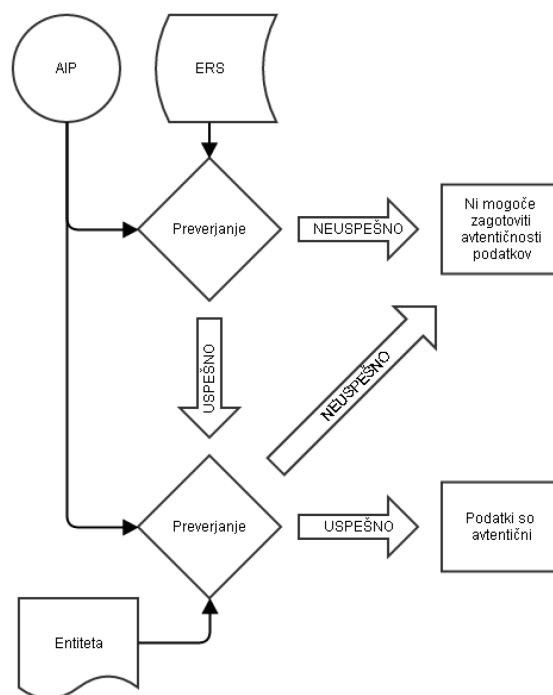 AIP
ERS
Preverjanje
NEUSPEŠNO
Ni mogoče
zagotoviti
avtentičnosti
podatkov
USPEŠNO
NEUSPEŠNO
Preverjanje
USPEŠNO
Podatki so
avtentični
Entiteta